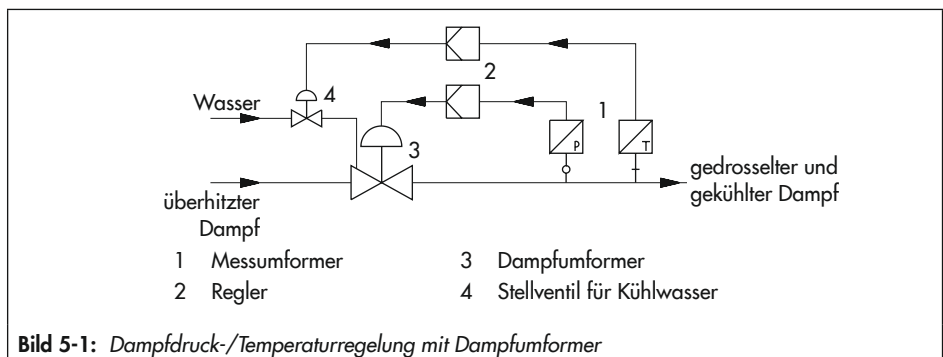 2
4
Wasser
1
3
P
T
gedrosselter und
gekühlter Dampf
überhitzter
Dampf
1 Messumformer 3 Dampfumformer
2 Regler 4 Stellventil für Kühlwasser
Bild 5-1: Dampfdruck-/Temperaturregelung mit Dampfumformer